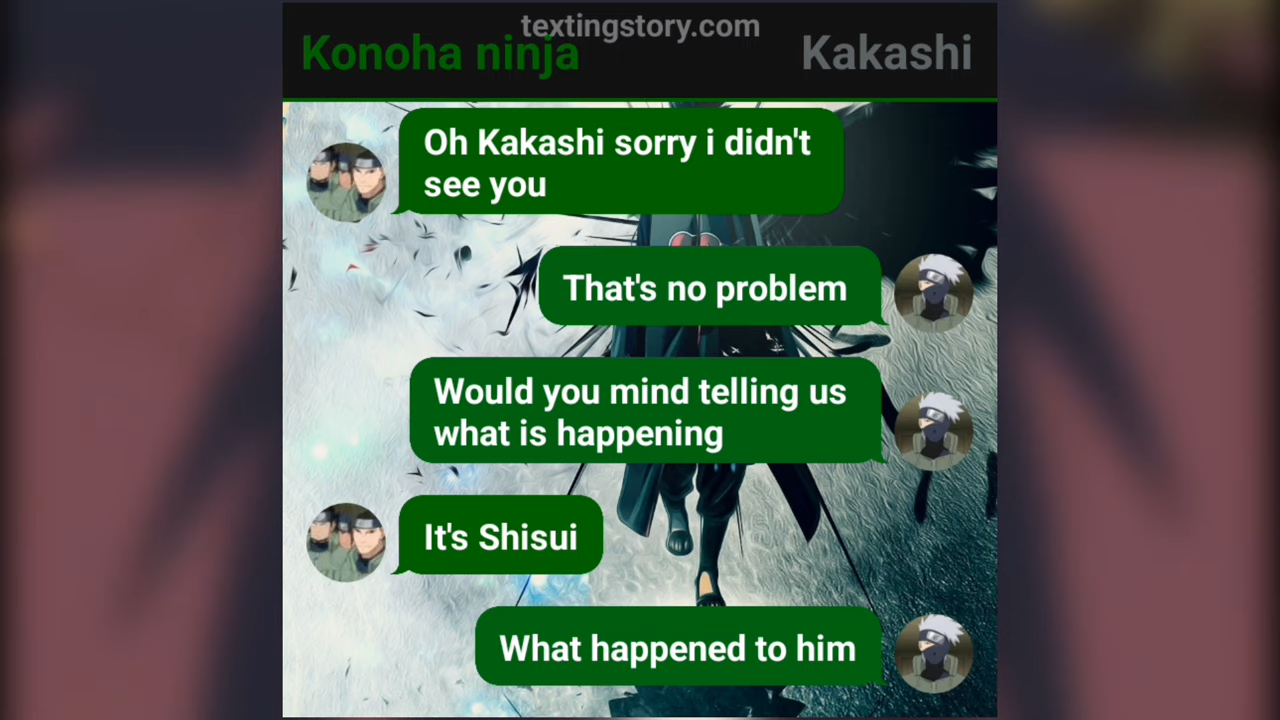 textingstory.com
Konoha ninja
Kakashi
Oh Kakashi sorry i didn't
see you
That's no problem
Would you mind telling us
what is happening
It's Shisui
What happened to him